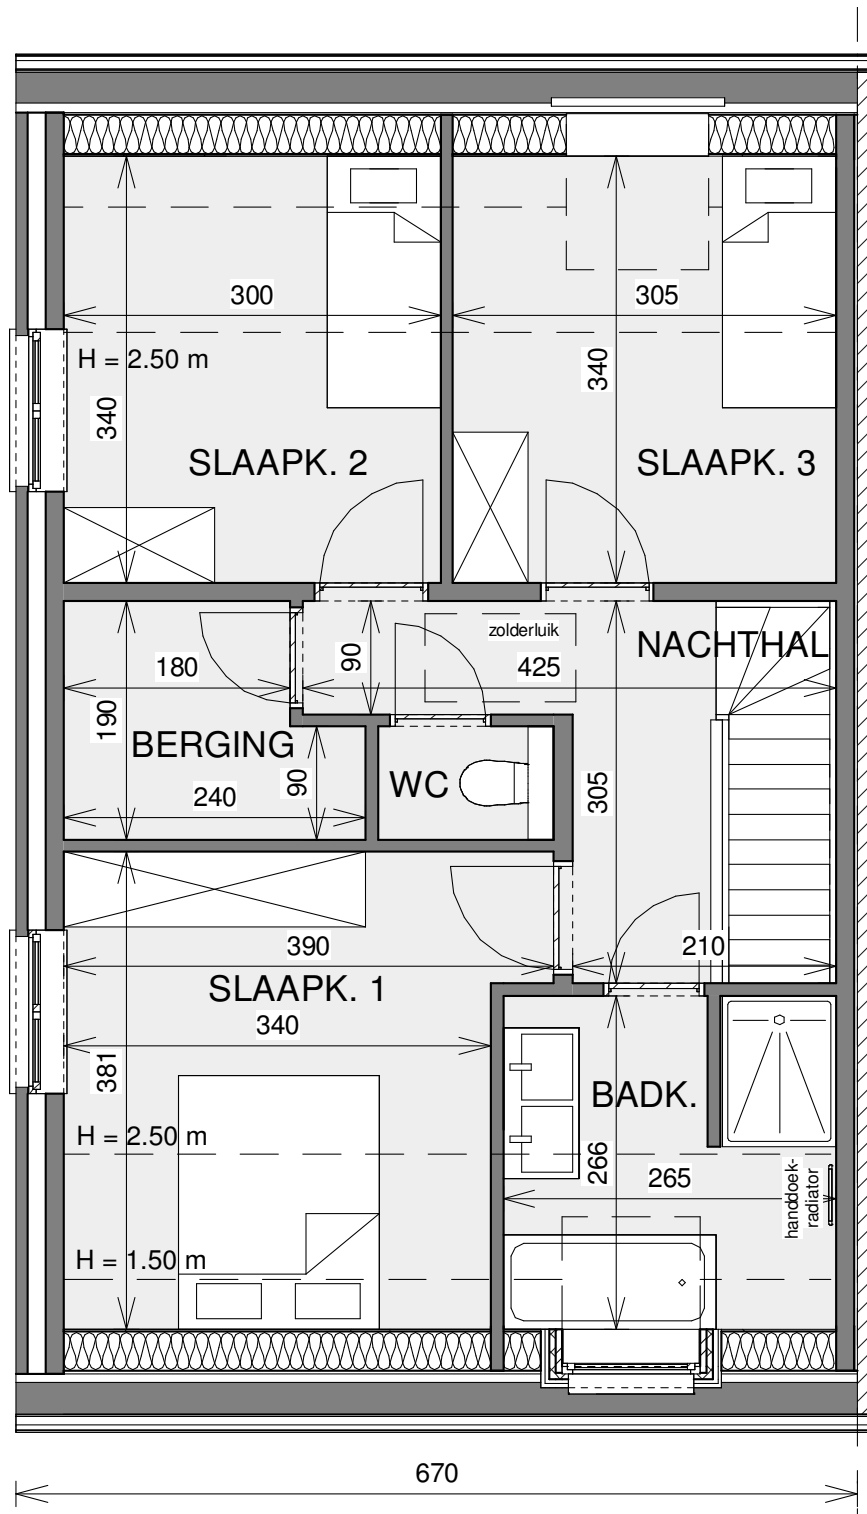 300
305
H = 2.50 m
340
340
SLAAPK. 2
SLAAPK. 3
zolderluik
NACHTHAL
180
90
425
190
BERGING
90
WC
240
305
390
210
SLAAPK. 1
340
381
BADK.
H = 2.50 m
266
265
handdoek-
radiator
H = 1.50 m
670